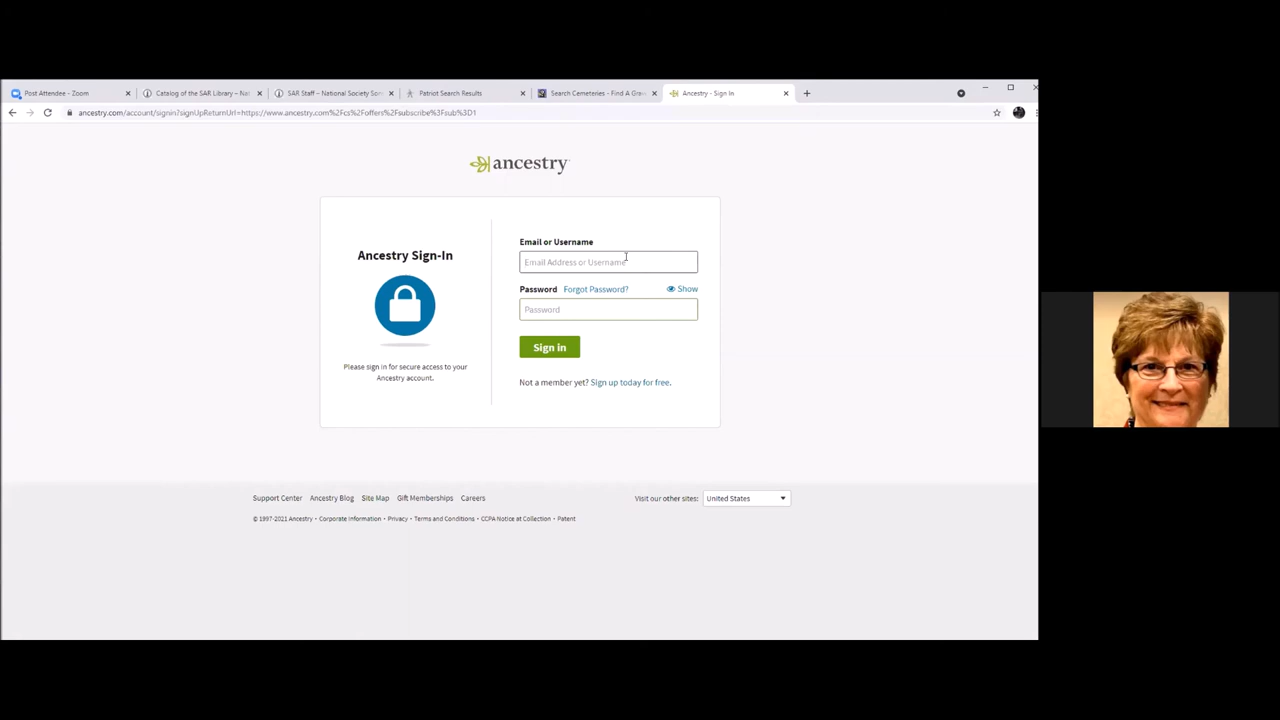 Post Attendee - Zoom
Catalog of the SAR Library – Nat
SAR Staff – National Society Son
Patriot Search Results
Search Cemeteries - Find A Grav
Ancestry - Sign In
ancestry.com/account/signin?signUpReturnUrl=https%3A%2F%2Fwww.ancestry.com%2Fcs%2Foffers%2Fsubscribe%3Fsub%3D1
ancestry
Ancestry Sign-In
Please sign in for secure access to your
Ancestry account.
Email or Username
Email Address or Username
Password Forgot Password? Show
Password
Sign in
Not a member yet? Sign up today for free.
Support Center Ancestry Blog Site Map Gift Memberships Careers
Visit our other sites: United States
© 1997-2021 Ancestry • Corporate Information • Privacy • Terms and Conditions • CCPA Notice at Collection • Patent